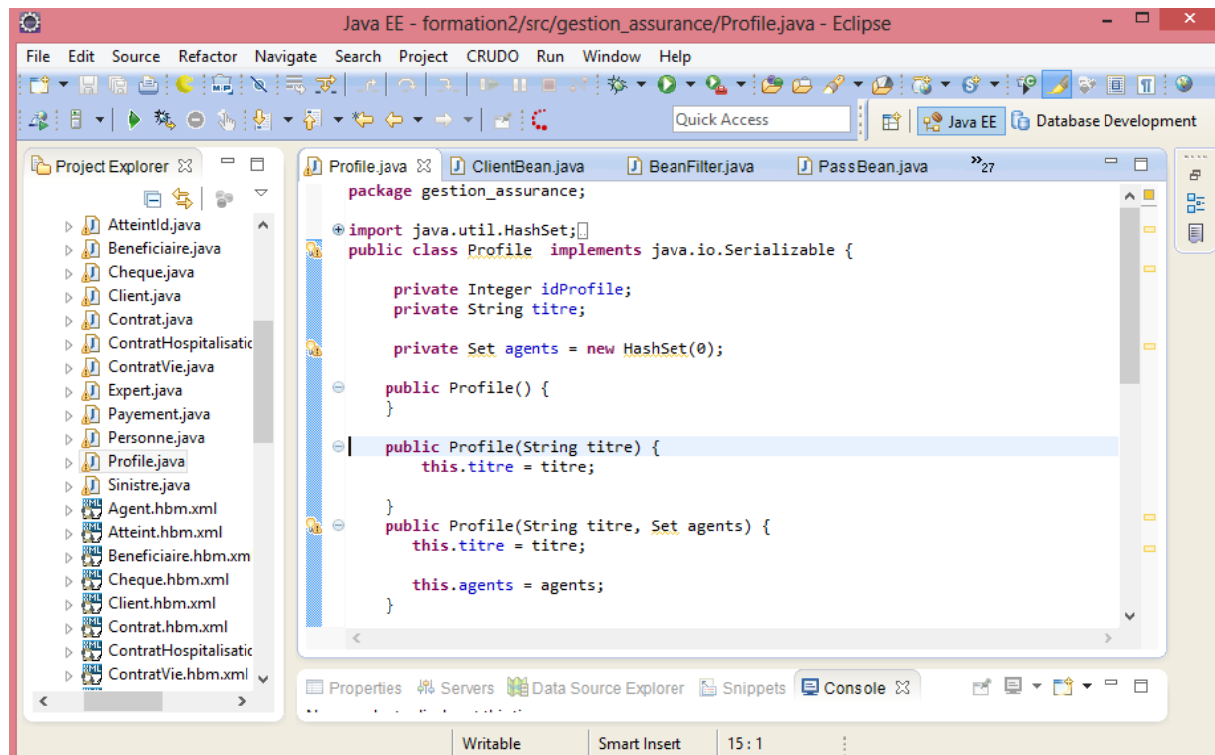 Java EE - formation2/src/gestion_assurance/Profile.java - Eclipse
File Edit Source Refactor Navigate Search Project CRUDO Run Window Help
Quick Access
Java EE
Database Development
Project Explorer
AtteintId.java
Beneficiaire.java
Cheque.java
Client.java
Contrat.java
ContratHospitalisatic
ContratVie.java
Expert.java
Payement.java
Personne.java
Profile.java
Sinistre.java
Agent.hbm.xml
Atteint.hbm.xml
Beneficiaire.hbm.xm
Cheque.hbm.xml
Client.hbm.xml
Contrat.hbm.xml
ContratHospitalisatic
ContratVie.hbm.xml
Profile.java ClientBean.java BeanFilter.java PassBean.java »27
package gestion_assurance;
import java.util.HashSet;
public class Profile implements java.io.Serializable {
private Integer idProfile;
private String titre;
private Set agents = new HashSet(0);
public Profile() {
}
public Profile(String titre) {
this.titre = titre;
}
public Profile(String titre, Set agents) {
this.titre = titre;
this.agents = agents;
}
Properties Servers Data Source Explorer Snippets Console
Writable Smart Insert 15 : 1